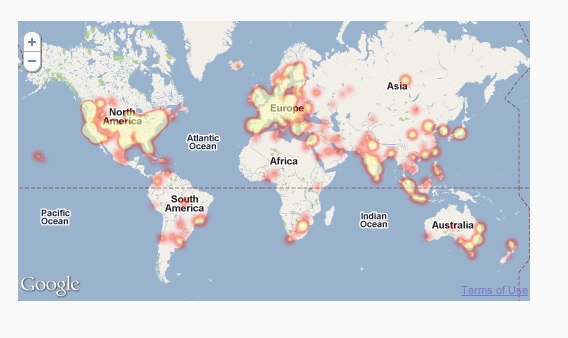 +
−
North
America
Europe
Asia
Atlantic
Ocean
Africa
South
America
Pacific
Ocean
Indian
Ocean
Australia
Google
Terms of Use